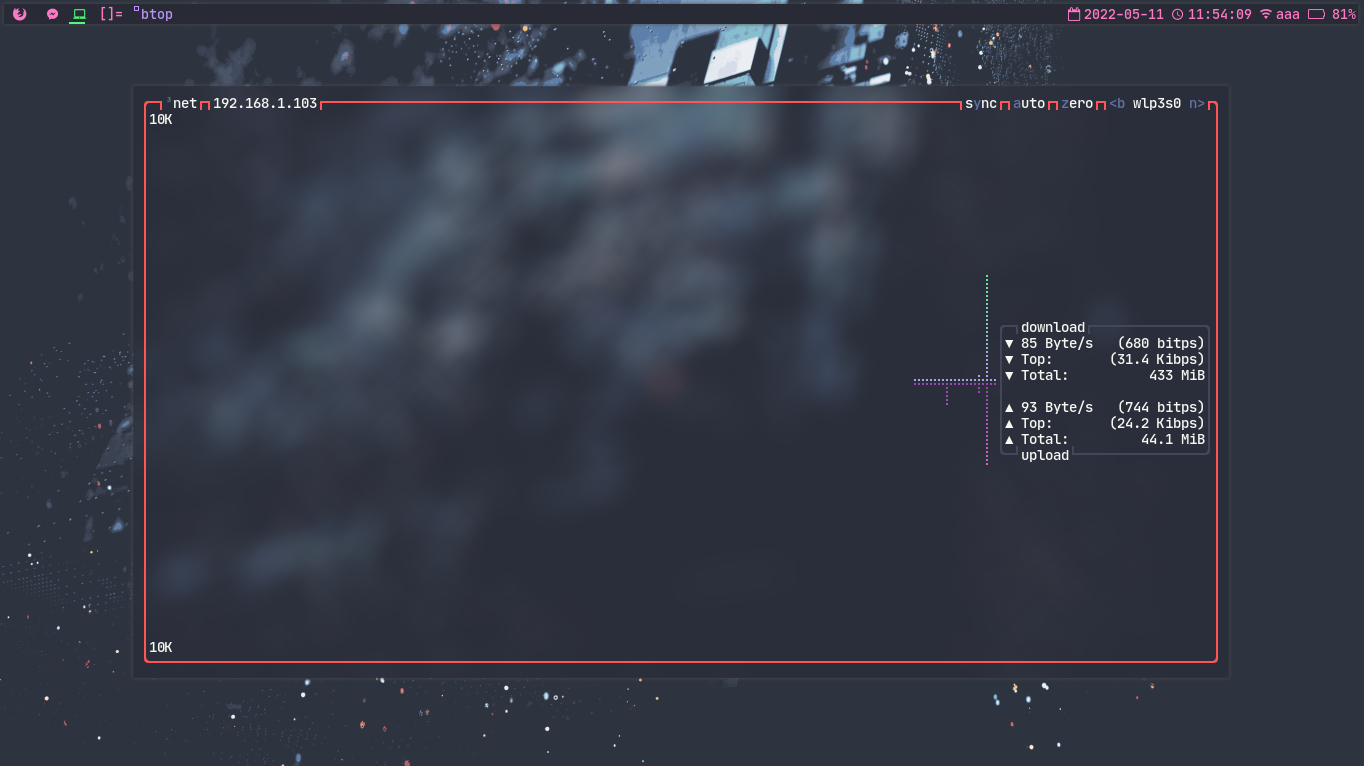 []= btop 2022-05-11 11:54:09 aaa 81%
3 net 192.168.1.103 sync auto zero <b wlp3s0 n>
10K
download
▼ 85 Byte/s (680 bitps)
▼ Top: (31.4 Kibps)
▼ Total: 433 MiB
▲ 93 Byte/s (744 bitps)
▲ Top: (24.2 Kibps)
▲ Total: 44.1 MiB
upload
10K